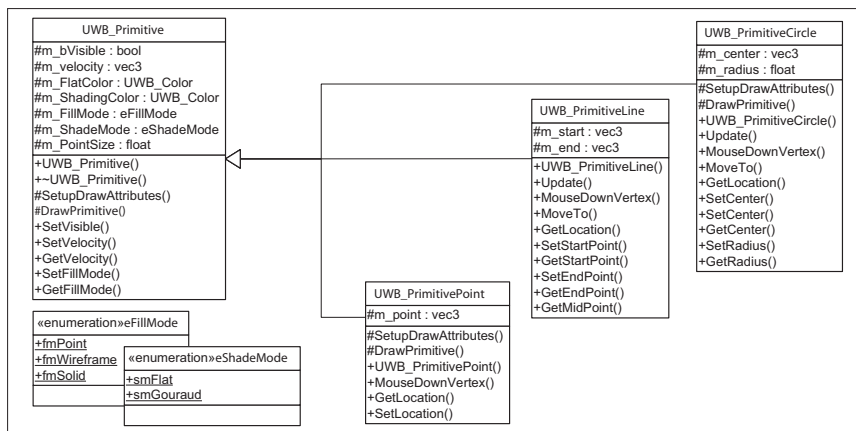 UWB_Primitive
#m_bVisible : bool
#m_velocity : vec3
#m_FlatColor : UWB_Color
#m_ShadingColor : UWB_Color
#m_FillMode : eFillMode
#m_ShadeMode : eShadeMode
#m_PointSize : float
+UWB_Primitive()
+~UWB_Primitive()
#SetupDrawAttributes()
#DrawPrimitive()
+SetVisible()
+SetVelocity()
+GetVelocity()
+SetFillMode()
+GetFillMode()
«enumeration»eFillMode
+fmPoint
+fmWireframe
+fmSolid
«enumeration»eShadeMode
+smFlat
+smGouraud
UWB_PrimitivePoint
#m_point : vec3
#SetupDrawAttributes()
#DrawPrimitive()
+UWB_PrimitivePoint()
+MouseDownVertex()
+GetLocation()
+SetLocation()
UWB_PrimitiveLine
#m_start : vec3
#m_end : vec3
+UWB_PrimitiveLine()
+Update()
+MouseDownVertex()
+MoveTo()
+GetLocation()
+SetStartPoint()
+GetStartPoint()
+SetEndPoint()
+GetEndPoint()
+GetMidPoint()
UWB_PrimitiveCircle
#m_center : vec3
#m_radius : float
#SetupDrawAttributes()
#DrawPrimitive()
+UWB_PrimitiveCircle()
+Update()
+MouseDownVertex()
+MoveTo()
+GetLocation()
+SetCenter()
+SetCenter()
+GetCenter()
+SetRadius()
+GetRadius()